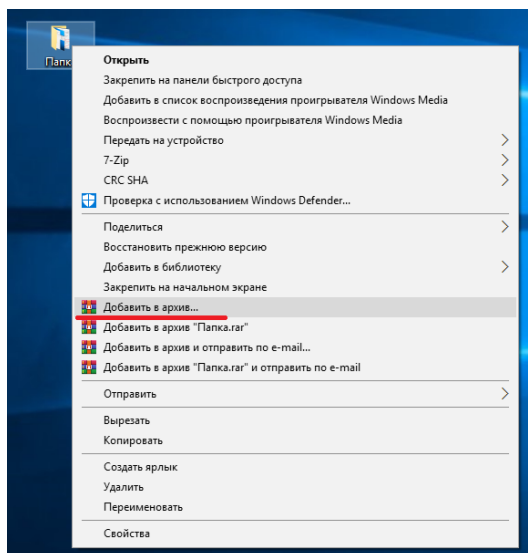 Папка
Открыть
Закрепить на панели быстрого доступа
Добавить в список воспроизведения проигрывателя Windows Media
Воспроизвести с помощью проигрывателя Windows Media
Передать на устройство
7-Zip
CRC SHA
Проверка с использованием Windows Defender...
Поделиться
Восстановить прежнюю версию
Добавить в библиотеку
Закрепить на начальном экране
Добавить в архив...
Добавить в архив "Папка.rar"
Добавить в архив и отправить по e-mail...
Добавить в архив "Папка.rar" и отправить по e-mail
Отправить
Вырезать
Копировать
Создать ярлык
Удалить
Переименовать
Свойства